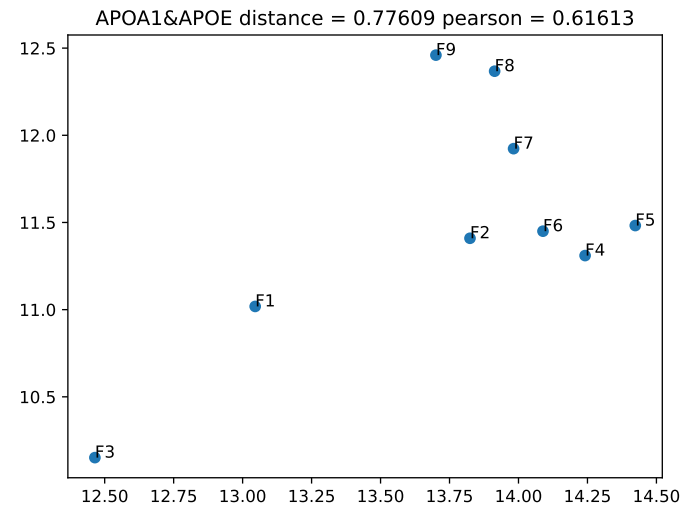 APOA1&APOE distance = 0.77609 pearson = 0.61613
12.5
12.0
11.5
11.0
10.5
F9
F8
F7
F5
F6
F2
F4
F1
F3
12.50 12.75 13.00 13.25 13.50 13.75 14.00 14.25 14.50